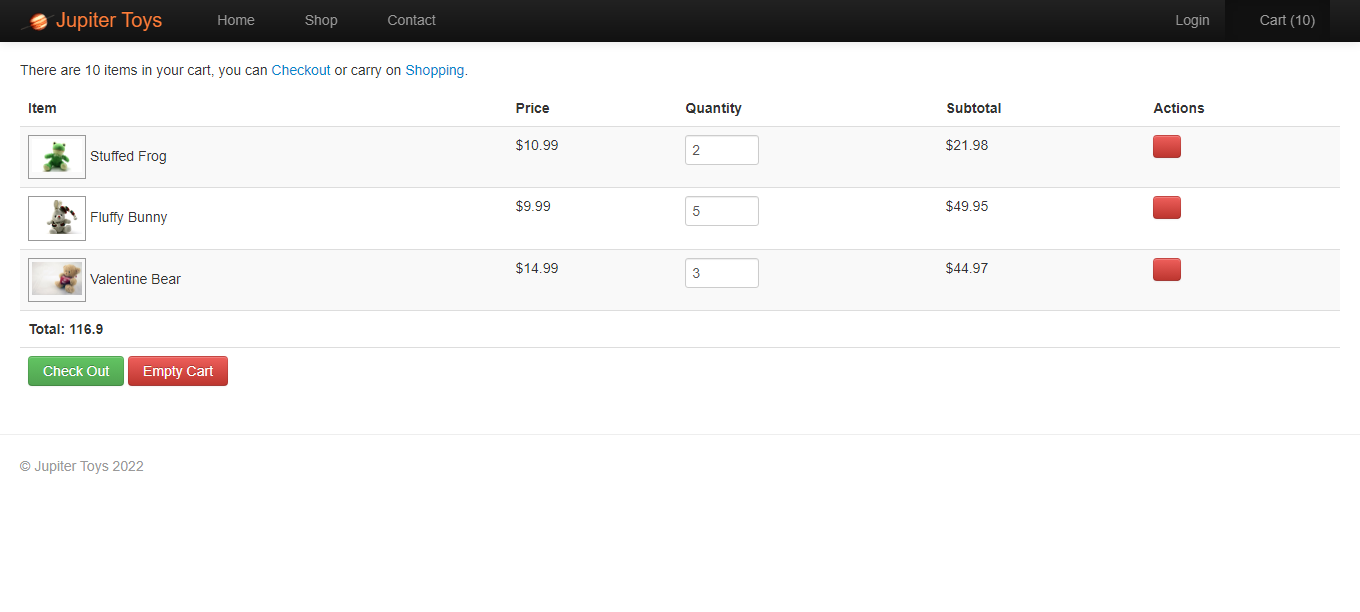 Jupiter Toys Home Shop Contact Login Cart (10)
There are 10 items in your cart, you can Checkout or carry on Shopping.
Item Price Quantity Subtotal Actions
Stuffed Frog $10.99 2 $21.98
Fluffy Bunny $9.99 5 $49.95
Valentine Bear $14.99 3 $44.97
Total: 116.9
Check Out Empty Cart
© Jupiter Toys 2022